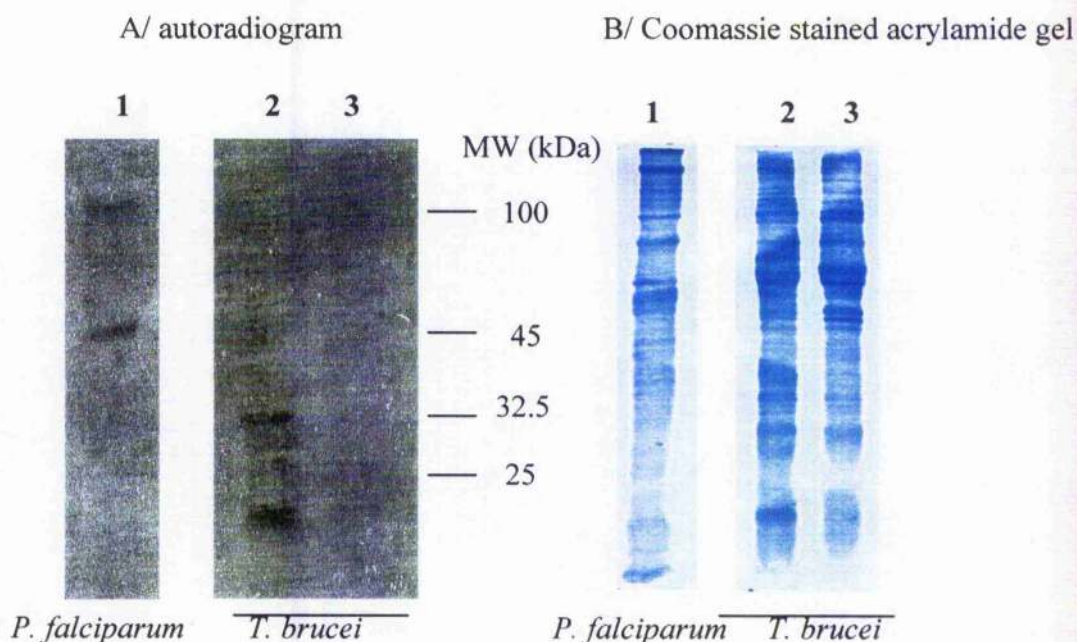 A/ autoradiogram
B/ Coomassie stained acrylamide gel
1 2 3
MW (kDa)
100
45
32.5
25
1 2 3
P. falciparum T. brucei
P. falciparum T. brucei